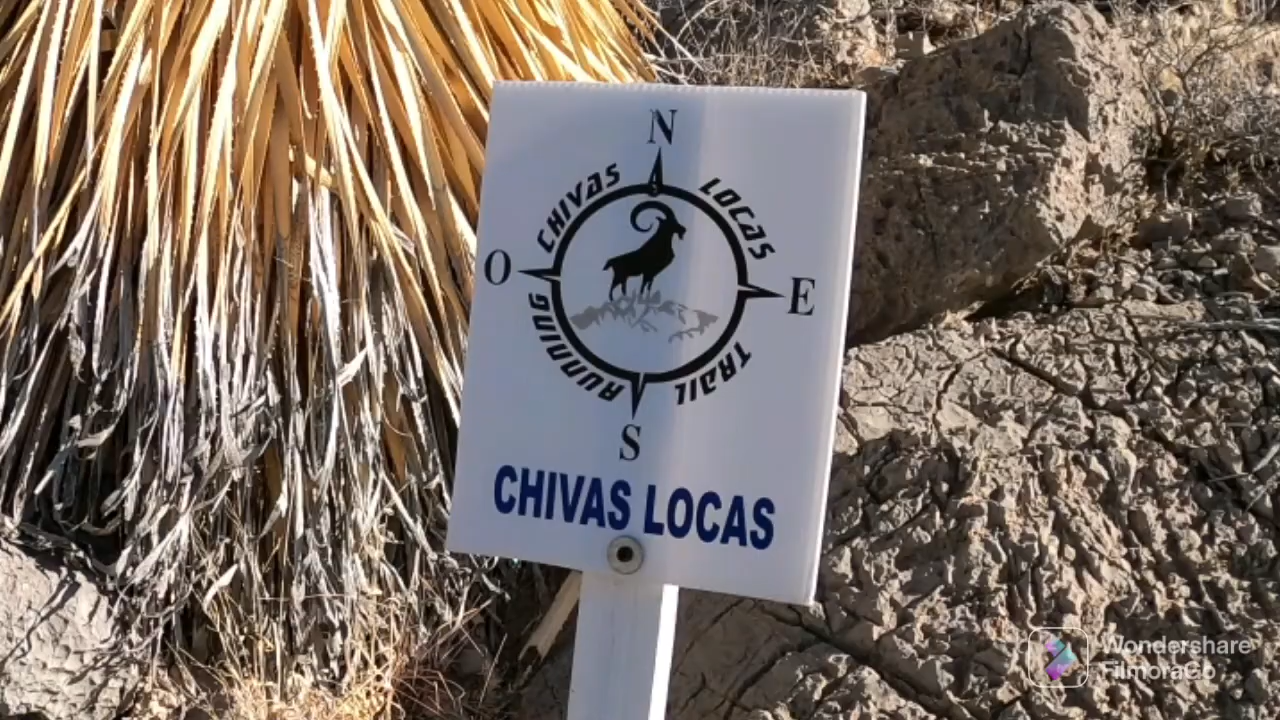 N
CHIVAS LOCAS
O
E
RUNNING TRAIL
S
CHIVAS LOCAS
Wondershare
FilmoraGo